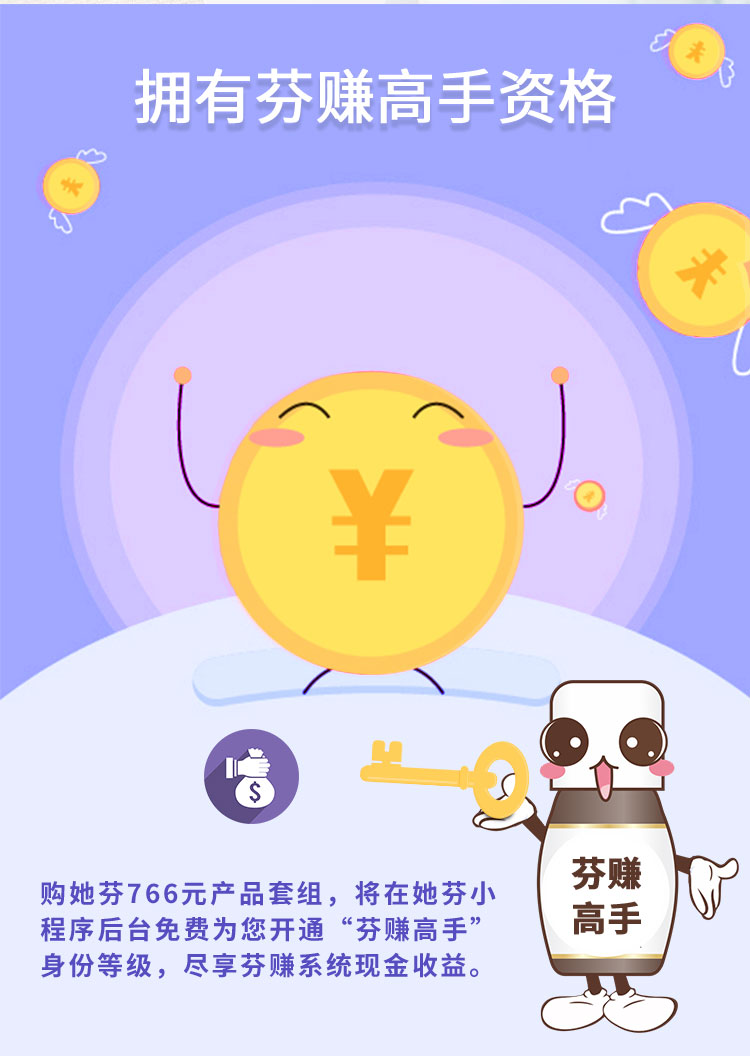 拥有芬赚高手资格
¥
$
芬赚
高手
购她芬766元产品套组，将在她芬小
程序后台免费为您开通“芬赚高手”
身份等级，尽享芬赚系统现金收益。